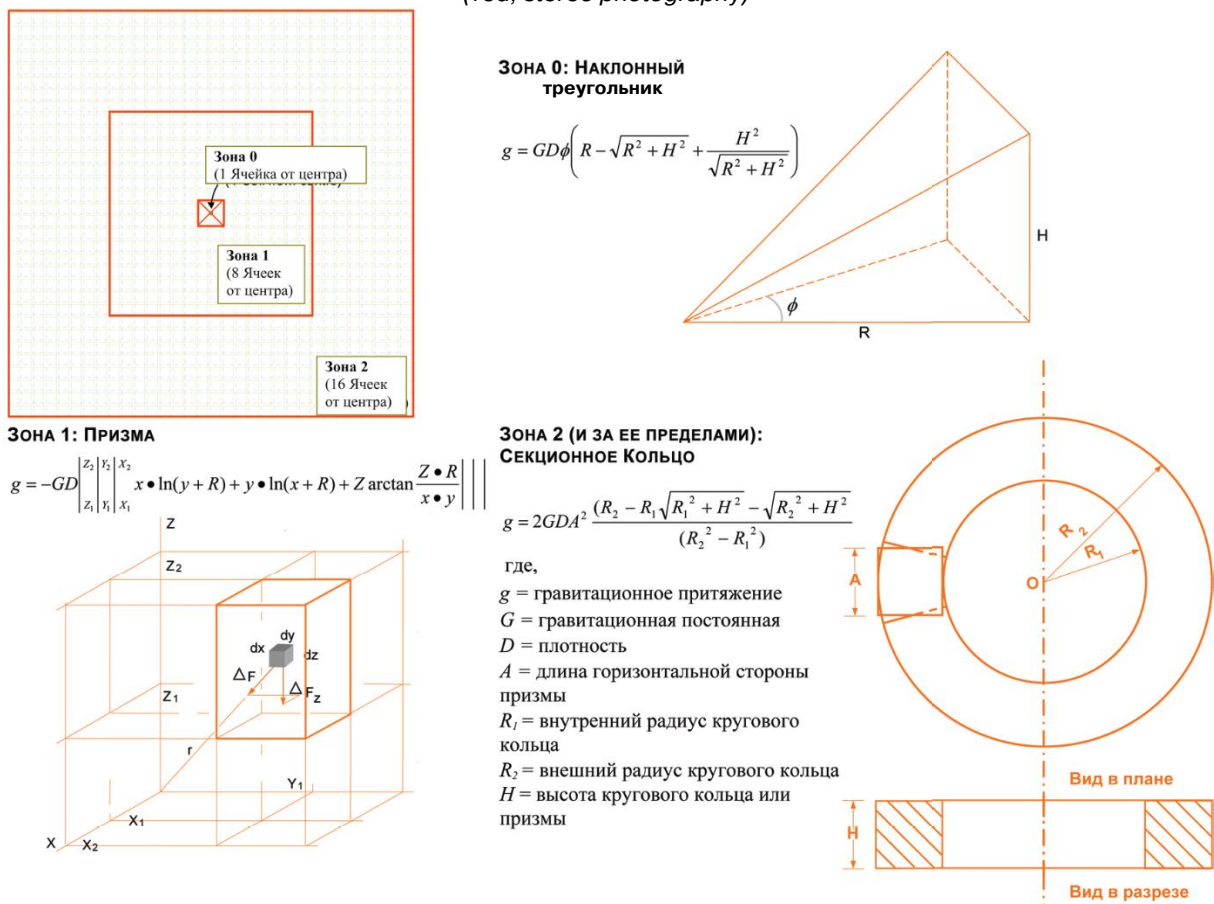 (Yea, stereo photography)
Зона 0
(1 Ячейка от центра)
Зона 1
(8 Ячеек
от центра)
Зона 2
(16 Ячеек
от центра)
ЗОНА 0: НАКЛОННЫЙ
треугольник
g = GDϕ(R − √(R² + H²) + H²/√(R² + H²))
H
ϕ
R
ЗОНА 1: ПРИЗМА
g = −GD|Z₂ Z₁|Y₂ Y₁|X₂ X₁ x • ln(y + R) + y • ln(x + R) + Z arctan (Z • R)/(x • y)|||
Z
Z₂
dy
dx
dz
△F
△Fz
Z₁
r
Y₁
X₁
X
X₂
ЗОНА 2 (И ЗА ЕЕ ПРЕДЕЛАМИ):
СЕКЦИОННОЕ КОЛЬЦО
g = 2GDA² (R₂ − R₁√(R₁² + H²) − √(R₂² + H²))/(R₂² − R₁²)
где,
g = гравитационное притяжение
G = гравитационная постоянная
D = плотность
A = длина горизонтальной стороны
призмы
R₁ = внутренний радиус кругового
кольца
R₂ = внешний радиус кругового кольца
H = высота кругового кольца или
призмы
R₂
R₁
A
O
Вид в плане
H
Вид в разрезе